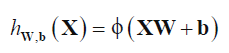 h_{W,b}(X) = ϕ(XW + b)